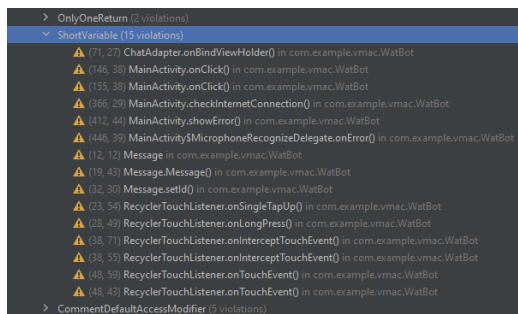 OnlyOneReturn (2 violations)
ShortVariable (15 violations)
(71, 27) ChatAdapter.onBindViewHolder() in com.example.vmac.WatBot
(146, 38) MainActivity.onClick() in com.example.vmac.WatBot
(155, 38) MainActivity.onClick() in com.example.vmac.WatBot
(366, 29) MainActivity.checkInternetConnection() in com.example.vmac.WatBot
(412, 44) MainActivity.showError() in com.example.vmac.WatBot
(446, 39) MainActivity$MicrophoneRecognizeDelegate.onError() in com.example.vmac.WatBot
(12, 12) Message in com.example.vmac.WatBot
(19, 43) Message.Message() in com.example.vmac.WatBot
(32, 30) Message.setId() in com.example.vmac.WatBot
(23, 54) RecyclerTouchListener.onSingleTapUp() in com.example.vmac.WatBot
(28, 49) RecyclerTouchListener.onLongPress() in com.example.vmac.WatBot
(38, 71) RecyclerTouchListener.onInterceptTouchEvent() in com.example.vmac.WatBot
(38, 55) RecyclerTouchListener.onInterceptTouchEvent() in com.example.vmac.WatBot
(48, 59) RecyclerTouchListener.onTouchEvent() in com.example.vmac.WatBot
(48, 43) RecyclerTouchListener.onTouchEvent() in com.example.vmac.WatBot
CommentDefaultAccessModifier (5 violations)